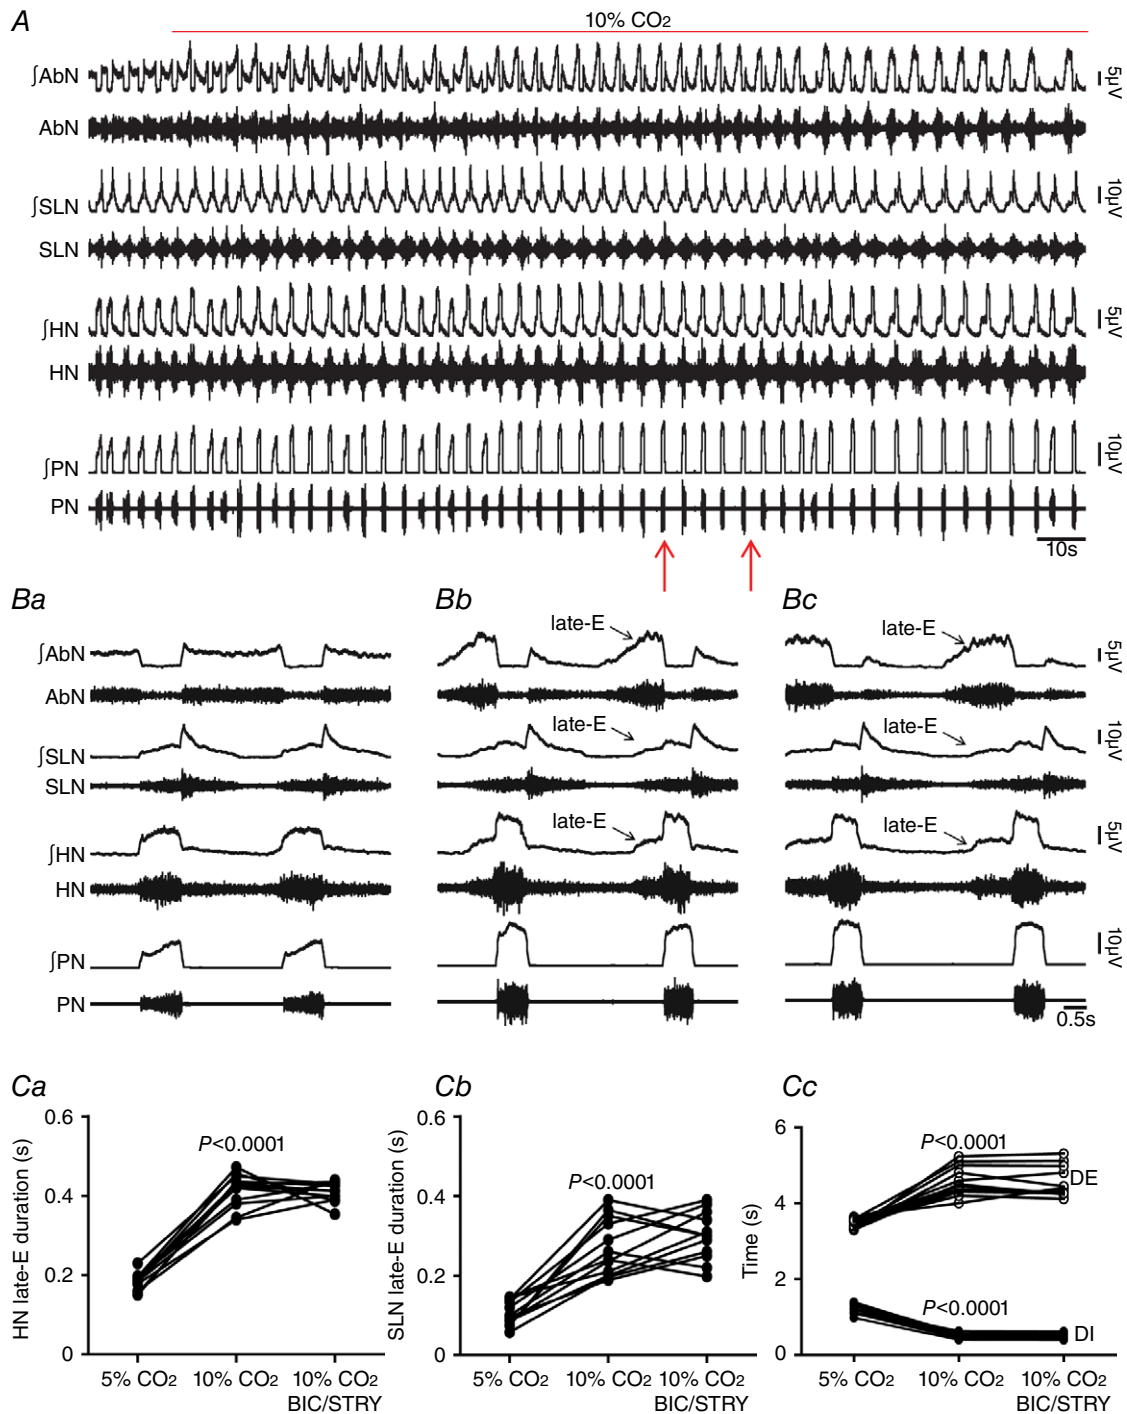 A
10% CO2
∫AbN
5µV
AbN
∫SLN
10µV
SLN
∫HN
5µV
HN
∫PN
10µV
PN
10s
Ba
Bb
Bc
late-E
late-E
∫AbN
5µV
AbN
late-E
late-E
∫SLN
10µV
SLN
late-E
late-E
∫HN
5µV
HN
∫PN
10µV
PN
0.5s
Ca
Cb
Cc
HN late-E duration (s)
0.6
0.4
0.2
0
P<0.0001
5% CO2
10% CO2
10% CO2
BIC/STRY
SLN late-E duration (s)
0.6
0.4
0.2
0
P<0.0001
5% CO2
10% CO2
10% CO2
BIC/STRY
Time (s)
6
4
2
0
P<0.0001
DE
P<0.0001
DI
5% CO2
10% CO2
10% CO2
BIC/STRY